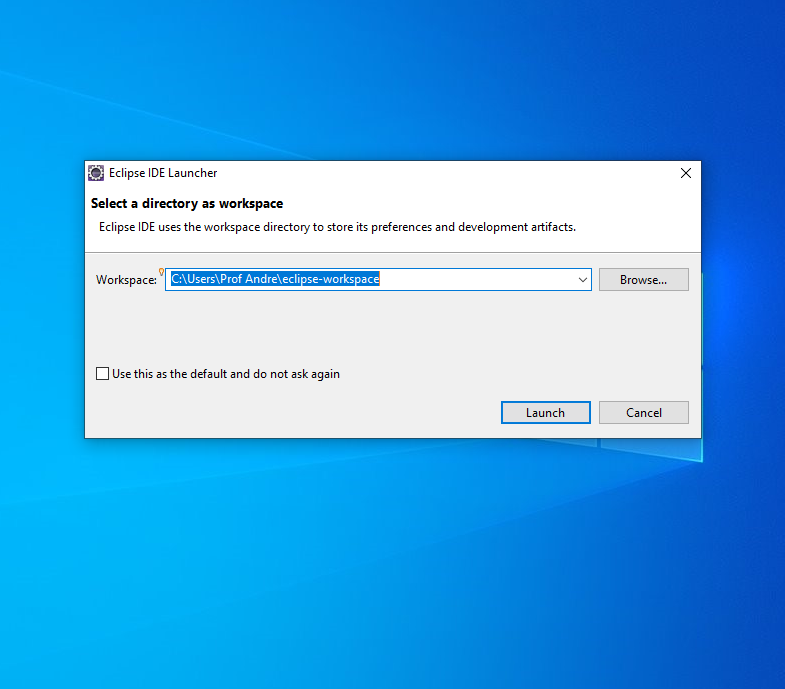 Eclipse IDE Launcher
Select a directory as workspace
Eclipse IDE uses the workspace directory to store its preferences and development artifacts.
Workspace: C:\Users\Prof Andre\eclipse-workspace Browse...
Use this as the default and do not ask again
Launch Cancel